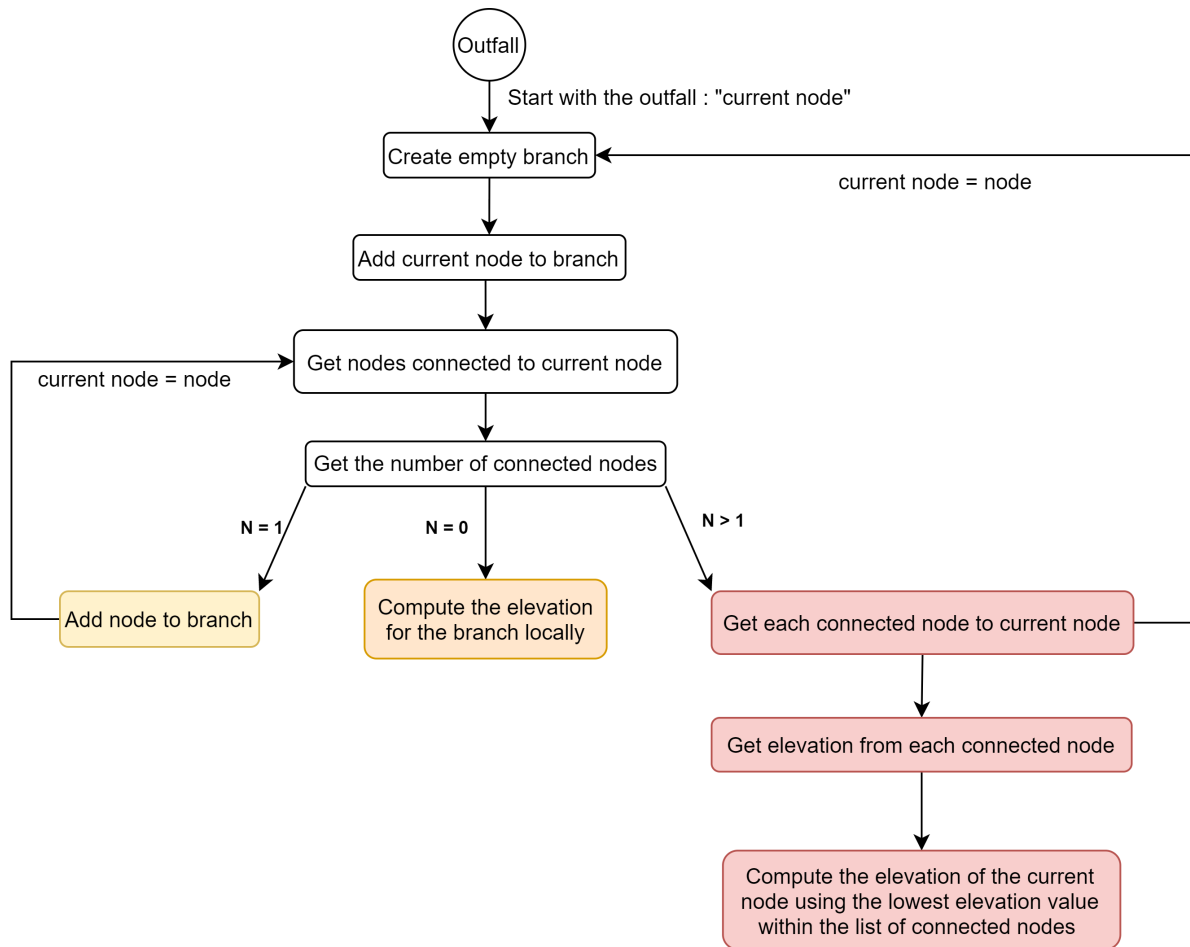 Outfall
Start with the outfall : "current node"
Create empty branch
current node = node
Add current node to branch
Get nodes connected to current node
current node = node
Get the number of connected nodes
N = 1
N = 0
N > 1
Add node to branch
Compute the elevation
for the branch locally
Get each connected node to current node
Get elevation from each connected node
Compute the elevation of the current
node using the lowest elevation value
within the list of connected nodes